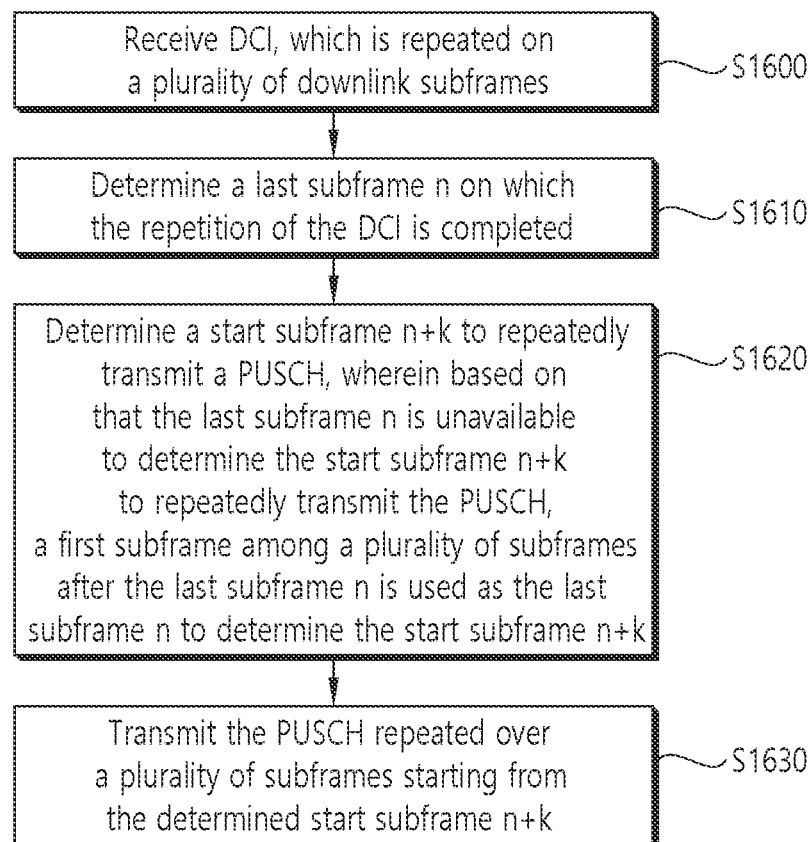 Receive DCI, which is repeated on
a plurality of downlink subframes
S1600
Determine a last subframe n on which
the repetition of the DCI is completed
S1610
Determine a start subframe n+k to repeatedly
transmit a PUSCH, wherein based on
that the last subframe n is unavailable
to determine the start subframe n+k
to repeatedly transmit the PUSCH,
a first subframe among a plurality of subframes
after the last subframe n is used as the last
subframe n to determine the start subframe n+k
S1620
Transmit the PUSCH repeated over
a plurality of subframes starting from
the determined start subframe n+k
S1630